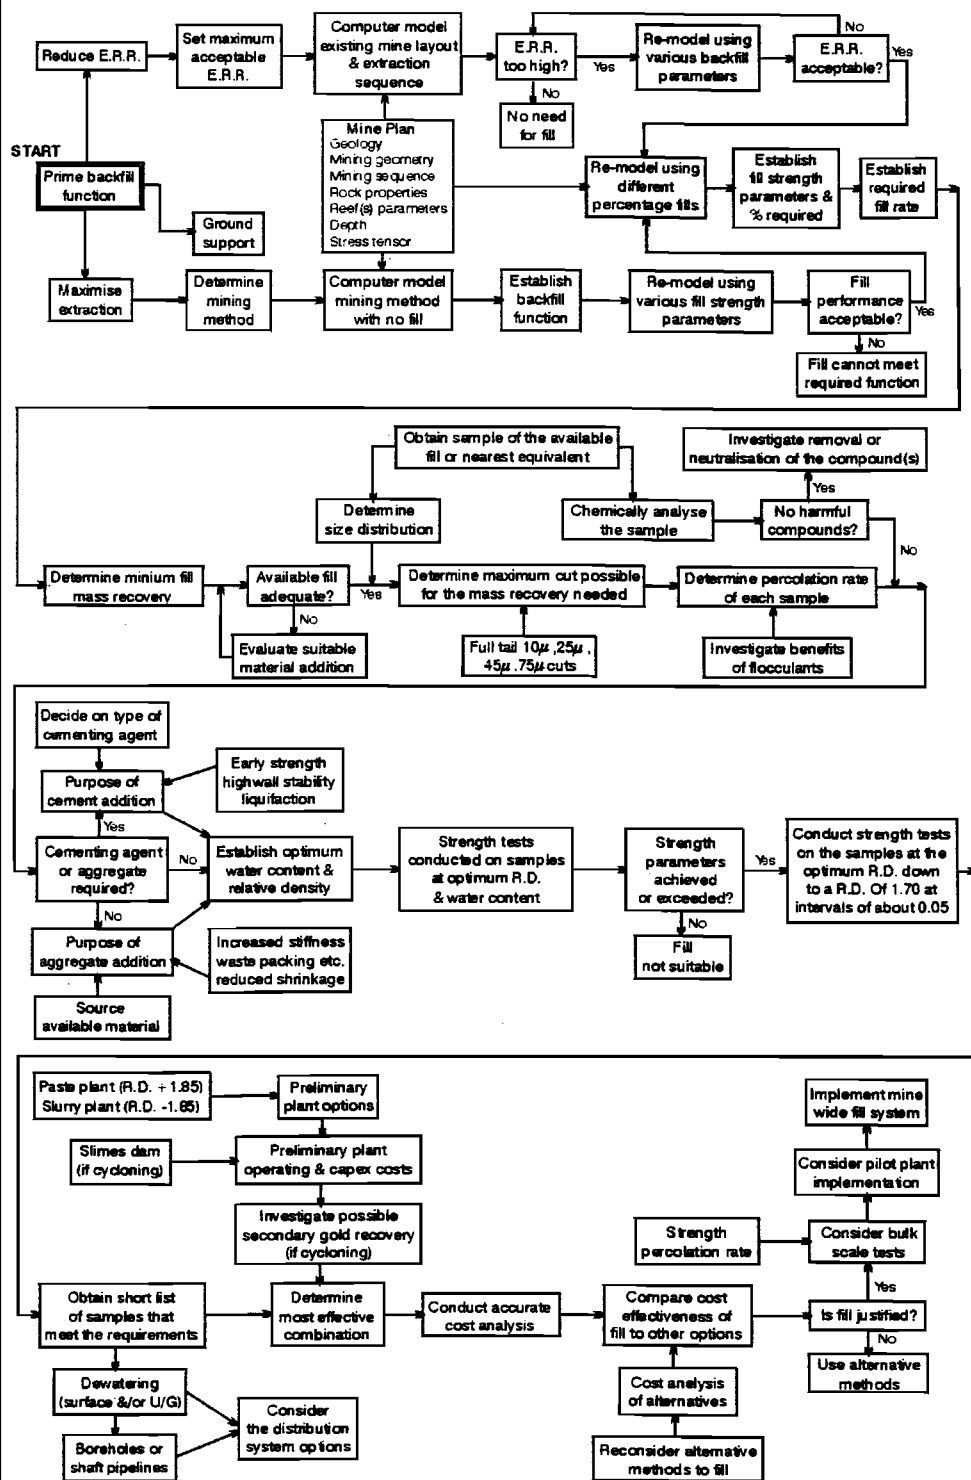 Reduce E.R.R.
Set maximum
acceptable
E.R.R.
Computer model
existing mine layout
& extraction
sequence
E.R.R.
too high?
Yes
No
No need
for fill
Re-model using
various backfill
parameters
No
E.R.R.
acceptable?
Yes
START
Prime backfill
function
Ground
support
Mine Plan
Geology
Mining geometry
Mining sequence
Rock properties
Reef(s) parameters
Depth
Stress tensor
Re-model using
different
percentage fills
Establish
fill strength
parameters &
% required
Establish
required
fill rate
Maximise
extraction
Determine
mining
method
Computer model
mining method
with no fill
Establish
backfill
function
Re-model using
various fill strength
parameters
Fill
performance
acceptable?
Yes
No
Fill cannot meet
required function
Obtain sample of the available
fill or nearest equivalent
Investigate removal or
neutralisation of the compound(s)
Yes
Determine
size distribution
Chemically analyse
the sample
No harmful
compounds?
No
Determine minium fill
mass recovery
Available fill
adequate?
Yes
No
Evaluate suitable
material addition
Determine maximum cut possible
for the mass recovery needed
Full tail 10µ ,25µ ,
45µ ,75µ cuts
Determine percolation rate
of each sample
Investigate benefits
of flocculants
Decide on type of
cementing agent
Purpose of
cement addition
Early strength
highwall stability
liquifaction
Yes
Cementing agent
or aggregate
required?
No
No
Establish optimum
water content &
relative density
Strength tests
conducted on samples
at optimum R.D.
& water content
Strength
parameters
achieved
or exceeded?
Yes
No
Fill
not suitable
Conduct strength tests
on the samples at the
optimum R.D. down
to a R.D. Of 1.70 at
intervals of about 0.05
Purpose of
aggregate addition
Increased stiffness
waste packing etc.
reduced shrinkage
Source
available material
Paste plant (R.D. + 1.85)
Slurry plant (R.D. -1.85)
Preliminary
plant options
Slimes dam
(if cycloning)
Preliminary plant
operating & capex costs
Investigate possible
secondary gold recovery
(if cycloning)
Implement mine
wide fill system
Consider pilot plant
implementation
Strength
percolation rate
Consider bulk
scale tests
Yes
Obtain short list
of samples that
meet the requirements
Determine
most effective
combination
Conduct accurate
cost analysis
Compare cost
effectiveness of
fill to other options
Is fill justified?
No
Use alternative
methods
Dewatering
(surface &/or U/G)
Boreholes or
shaft pipelines
Consider
the distribution
system options
Cost analysis
of alternatives
Reconsider alternative
methods to fill